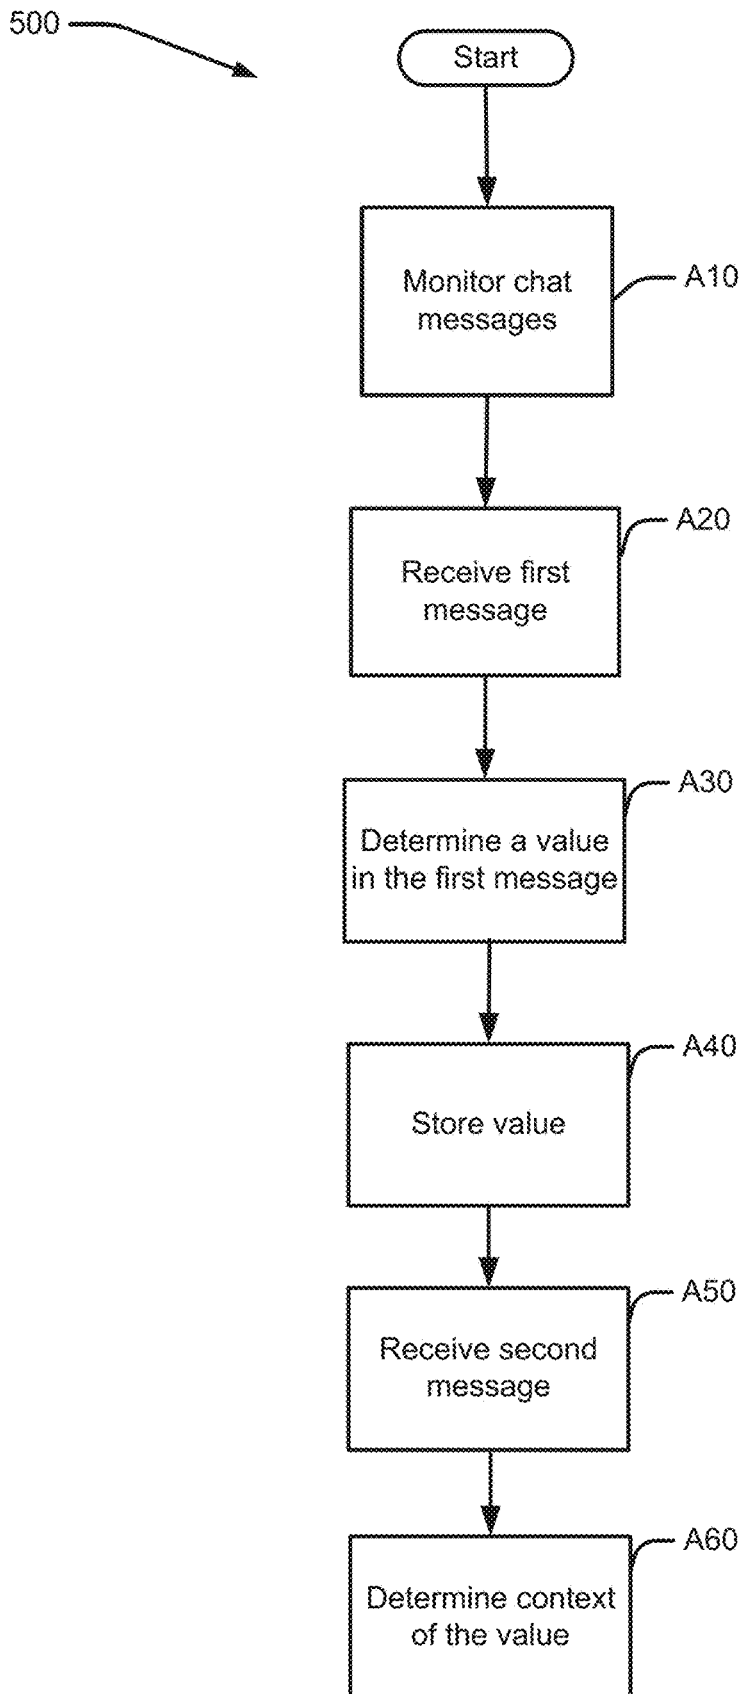 500
Start
Monitor chat
messages
A10
Receive first
message
A20
Determine a value
in the first message
A30
Store value
A40
Receive second
message
A50
Determine context
of the value
A60